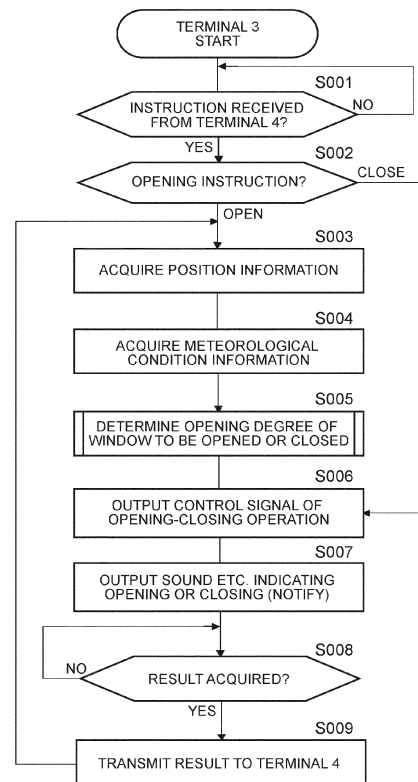 TERMINAL 3
START
S001
INSTRUCTION RECEIVED
FROM TERMINAL 4?
NO
YES
S002
OPENING INSTRUCTION?
CLOSE
OPEN
S003
ACQUIRE POSITION INFORMATION
S004
ACQUIRE METEOROLOGICAL
CONDITION INFORMATION
S005
DETERMINE OPENING DEGREE OF
WINDOW TO BE OPENED OR CLOSED
S006
OUTPUT CONTROL SIGNAL OF
OPENING-CLOSING OPERATION
S007
OUTPUT SOUND ETC. INDICATING
OPENING OR CLOSING (NOTIFY)
S008
NO
RESULT ACQUIRED?
YES
S009
TRANSMIT RESULT TO TERMINAL 4